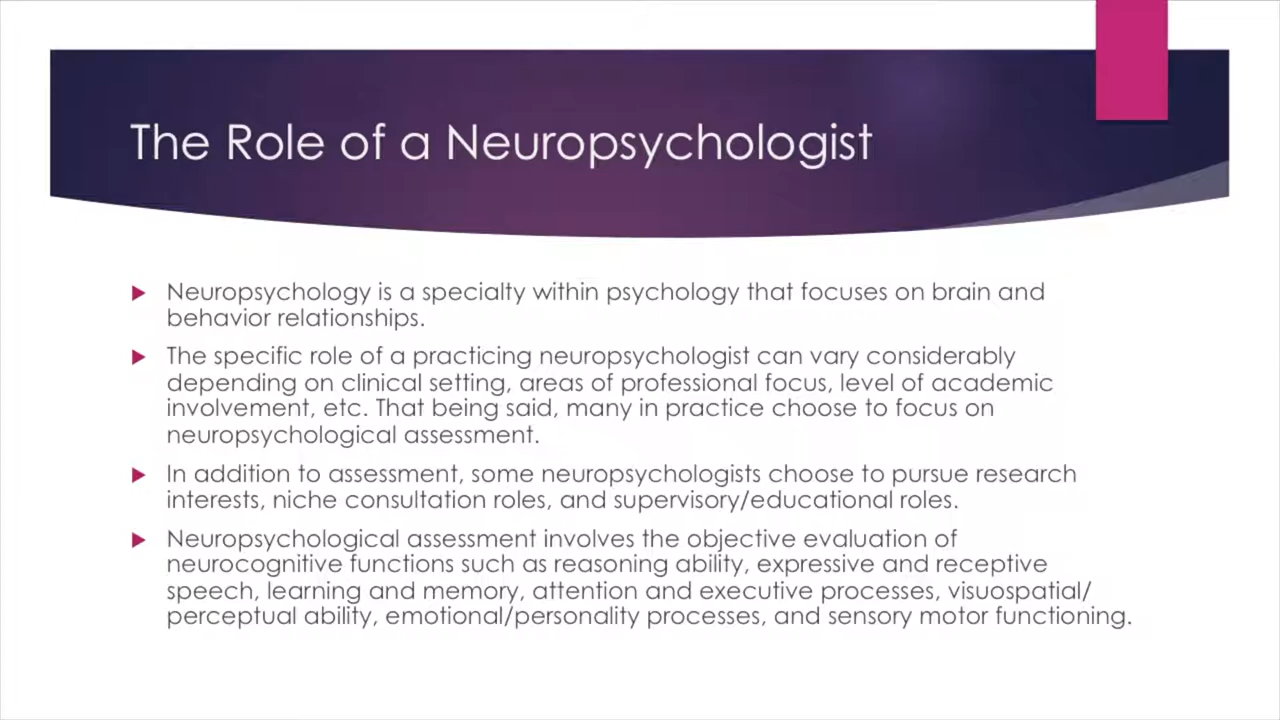 The Role of a Neuropsychologist
Neuropsychology is a specialty within psychology that focuses on brain and
behavior relationships.
The specific role of a practicing neuropsychologist can vary considerably
depending on clinical setting, areas of professional focus, level of academic
involvement, etc. That being said, many in practice choose to focus on
neuropsychological assessment.
In addition to assessment, some neuropsychologists choose to pursue research
interests, niche consultation roles, and supervisory/educational roles.
Neuropsychological assessment involves the objective evaluation of
neurocognitive functions such as reasoning ability, expressive and receptive
speech, learning and memory, attention and executive processes, visuospatial/
perceptual ability, emotional/personality processes, and sensory motor functioning.